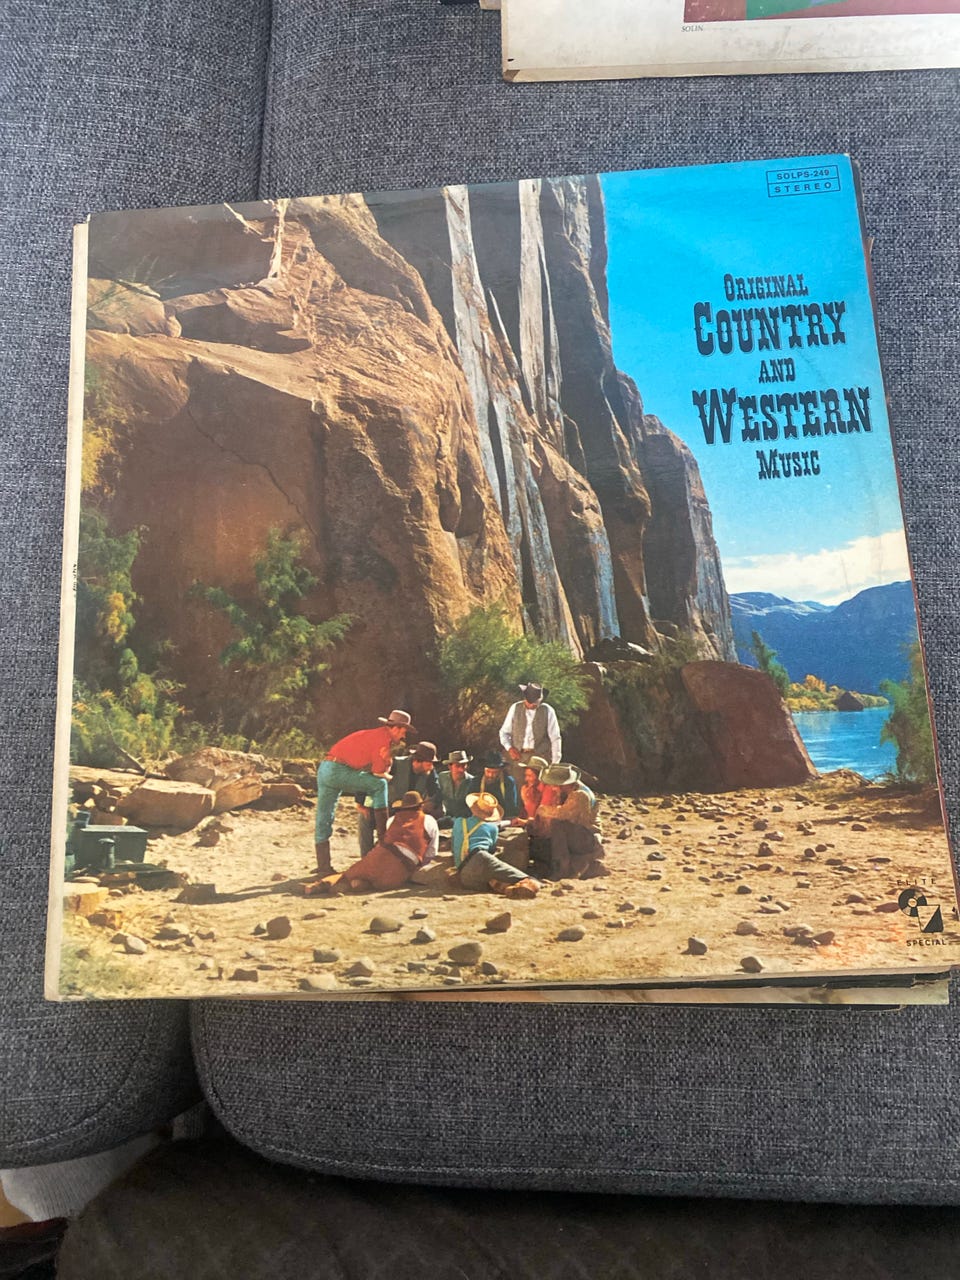 SOLIN
SOLPS-249
STEREO
ORIGINAL
COUNTRY
AND
WESTERN
MUSIC
ELITE
SPECIAL